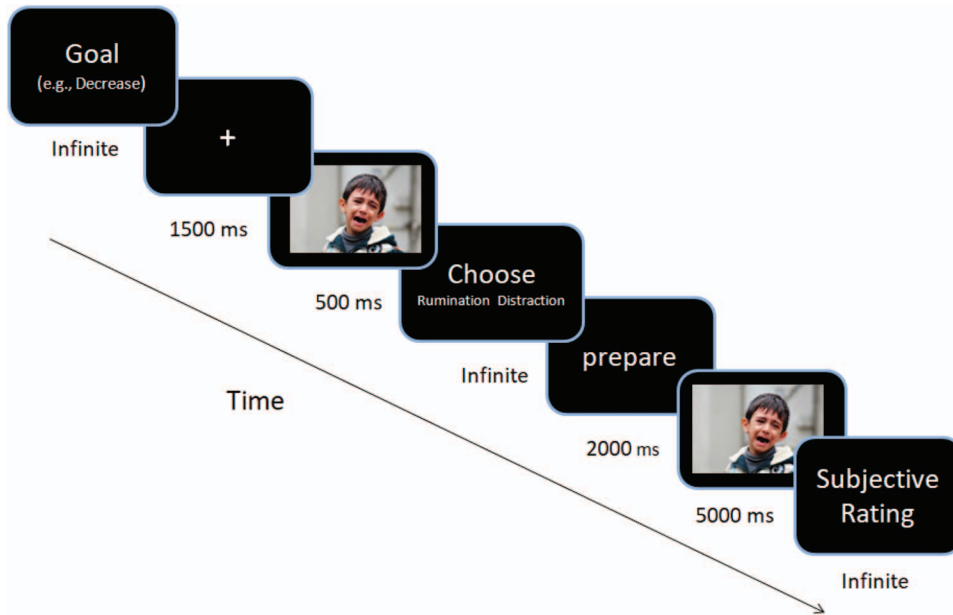 Goal
(e.g., Decrease)
Infinite
+
1500 ms
500 ms
Choose
Rumination Distraction
Infinite
prepare
2000 ms
5000 ms
Subjective
Rating
Infinite
Time